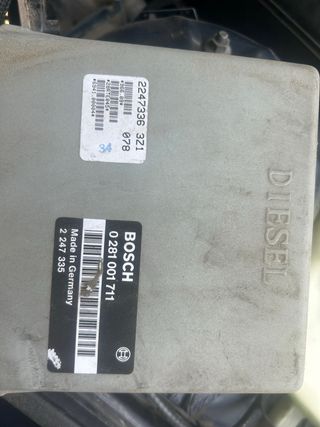 2247336 3Z1
078
34
DIESEL
BOSCH
0 281 001 711
Made in Germany
2 247 335